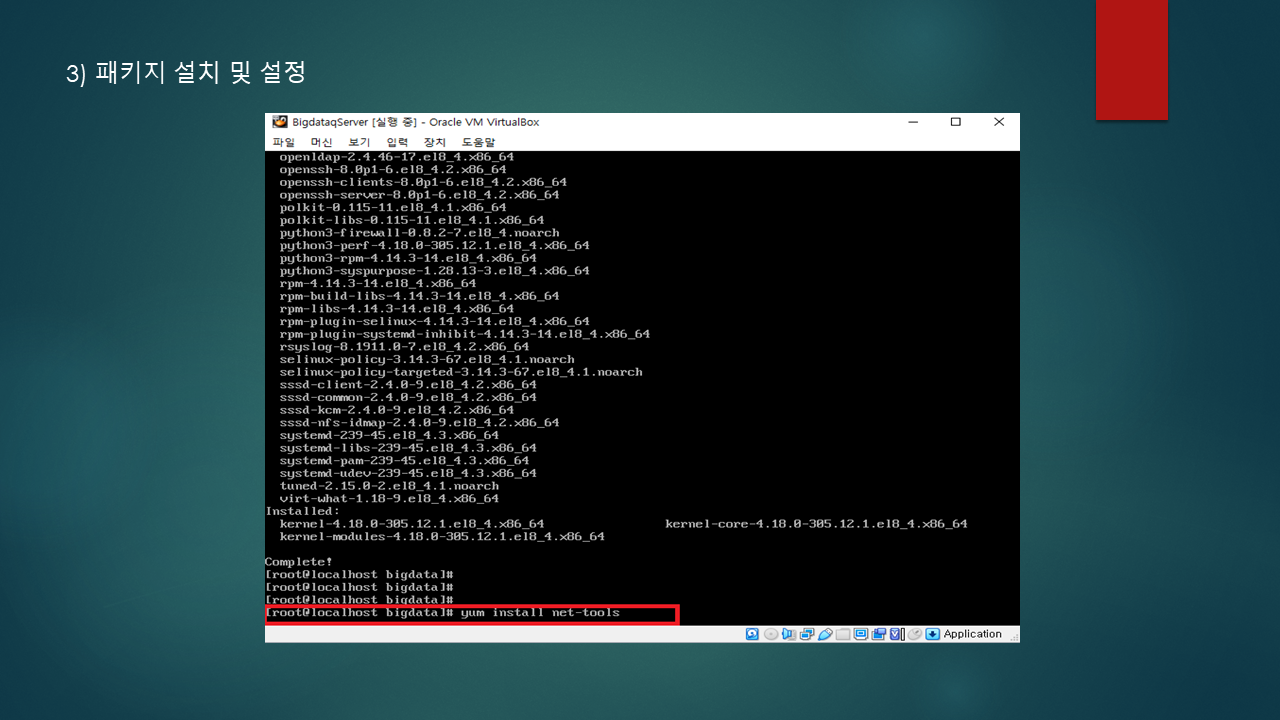 3) 패키지 설치 및 설정
BigdataqServer [실행 중] - Oracle VM VirtualBox
파일 머신 보기 입력 장치 도움말
openldap-2.4.46-17.el8_4.x86_64
openssh-8.0p1-6.el8_4.2.x86_64
openssh-clients-8.0p1-6.el8_4.2.x86_64
openssh-server-8.0p1-6.el8_4.2.x86_64
polkit-0.115-11.el8_4.1.x86_64
polkit-libs-0.115-11.el8_4.1.x86_64
python3-firewall-0.8.2-7.el8_4.noarch
python3-perf-4.18.0-305.12.1.el8_4.x86_64
python3-rpm-4.14.3-14.el8_4.x86_64
python3-syspurpose-1.28.13-3.el8_4.x86_64
rpm-4.14.3-14.el8_4.x86_64
rpm-build-libs-4.14.3-14.el8_4.x86_64
rpm-libs-4.14.3-14.el8_4.x86_64
rpm-plugin-selinux-4.14.3-14.el8_4.x86_64
rpm-plugin-systemd-inhibit-4.14.3-14.el8_4.x86_64
rsyslog-8.1911.0-7.el8_4.2.x86_64
selinux-policy-3.14.3-67.el8_4.1.noarch
selinux-policy-targeted-3.14.3-67.el8_4.1.noarch
sssd-client-2.4.0-9.el8_4.2.x86_64
sssd-common-2.4.0-9.el8_4.2.x86_64
sssd-kcm-2.4.0-9.el8_4.2.x86_64
sssd-nfs-idmap-2.4.0-9.el8_4.2.x86_64
systemd-239-45.el8_4.3.x86_64
systemd-libs-239-45.el8_4.3.x86_64
systemd-pam-239-45.el8_4.3.x86_64
systemd-udev-239-45.el8_4.3.x86_64
tuned-2.15.0-2.el8_4.1.noarch
virt-what-1.18-9.el8_4.x86_64
Installed:
kernel-4.18.0-305.12.1.el8_4.x86_64 kernel-core-4.18.0-305.12.1.el8_4.x86_64
kernel-modules-4.18.0-305.12.1.el8_4.x86_64
Complete!
[root@localhost bigdata]#
[root@localhost bigdata]#
[root@localhost bigdata]#
[root@localhost bigdata]# yum install net-tools
Application